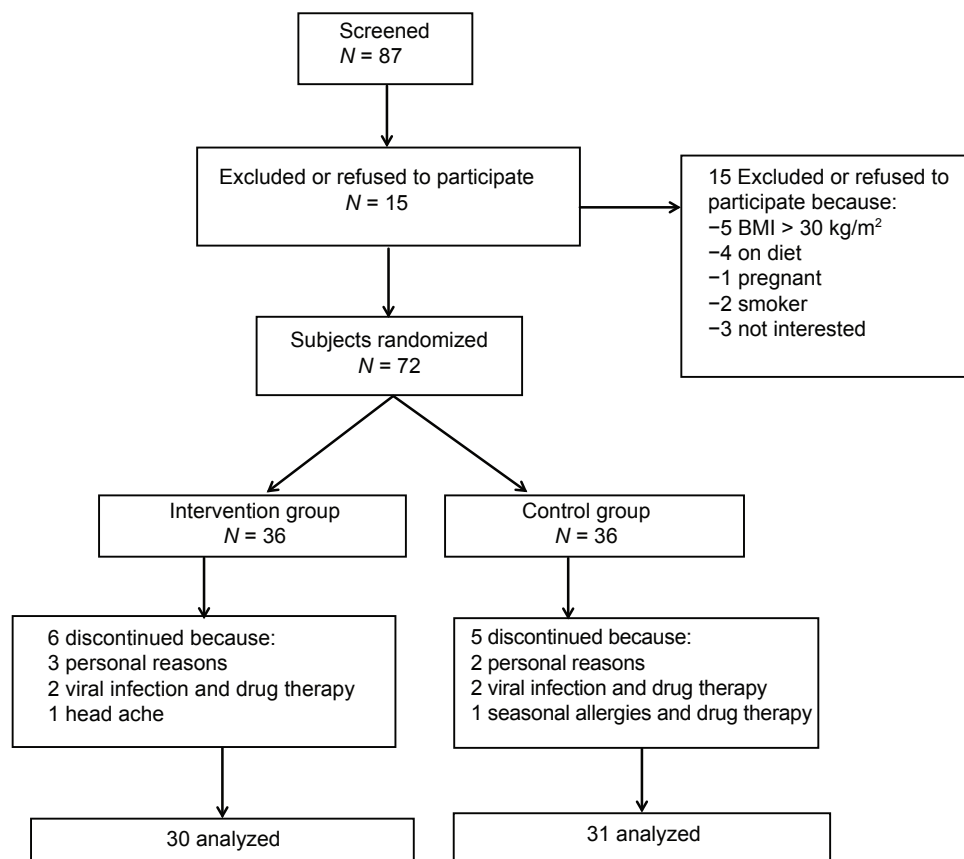 Screened
N = 87
Excluded or refused to participate
N = 15
15 Excluded or refused to
participate because:
−5 BMI > 30 kg/m²
−4 on diet
−1 pregnant
−2 smoker
−3 not interested
Subjects randomized
N = 72
Intervention group
N = 36
Control group
N = 36
6 discontinued because:
3 personal reasons
2 viral infection and drug therapy
1 head ache
5 discontinued because:
2 personal reasons
2 viral infection and drug therapy
1 seasonal allergies and drug therapy
30 analyzed
31 analyzed